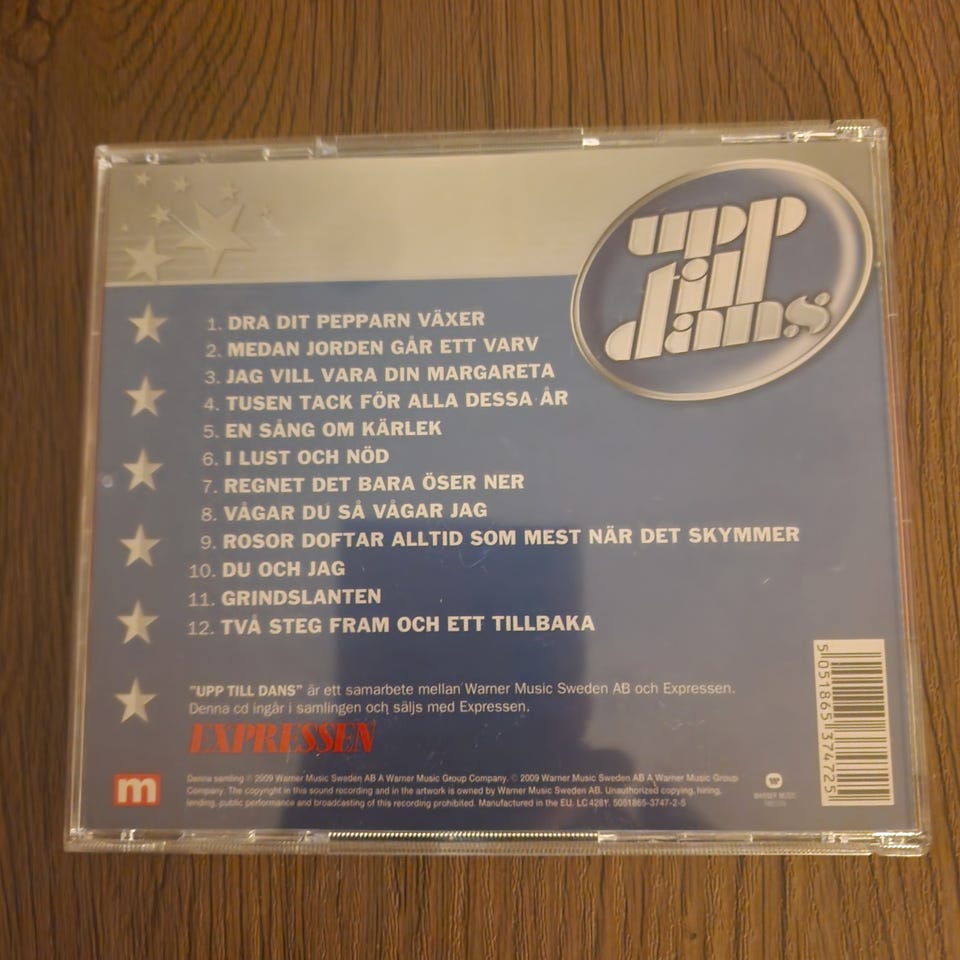 upp
till
dans
1. DRA DIT PEPPARN VÄXER
2. MEDAN JORDEN GÅR ETT VARV
3. JAG VILL VARA DIN MARGARETA
4. TUSEN TACK FÖR ALLA DESSA ÅR
5. EN SÅNG OM KÄRLEK
6. I LUST OCH NÖD
7. REGNET DET BARA ÖSER NER
8. VÅGAR DU SÅ VÅGAR JAG
9. ROSOR DOFTAR ALLTID SOM MEST NÄR DET SKYMMER
10. DU OCH JAG
11. GRINDSLANTEN
12. TVÅ STEG FRAM OCH ETT TILLBAKA
"UPP TILL DANS" är ett samarbete mellan Warner Music Sweden AB och Expressen.
Denna cd ingår i samlingen och säljs med Expressen.
EXPRESSEN
m
Denna samling ℗ 2009 Warner Music Sweden AB A Warner Music Group Company. © 2009 Warner Music Sweden AB A Warner Music Group
Company. The copyright in this sound recording and in the artwork is owned by Warner Music Sweden AB. Unauthorized copying, hiring,
lending, public performance and broadcasting of this recording prohibited. Manufactured in the EU. LC 4281. 5051865-3747-2-5
WARNER MUSIC
5 051865 374725